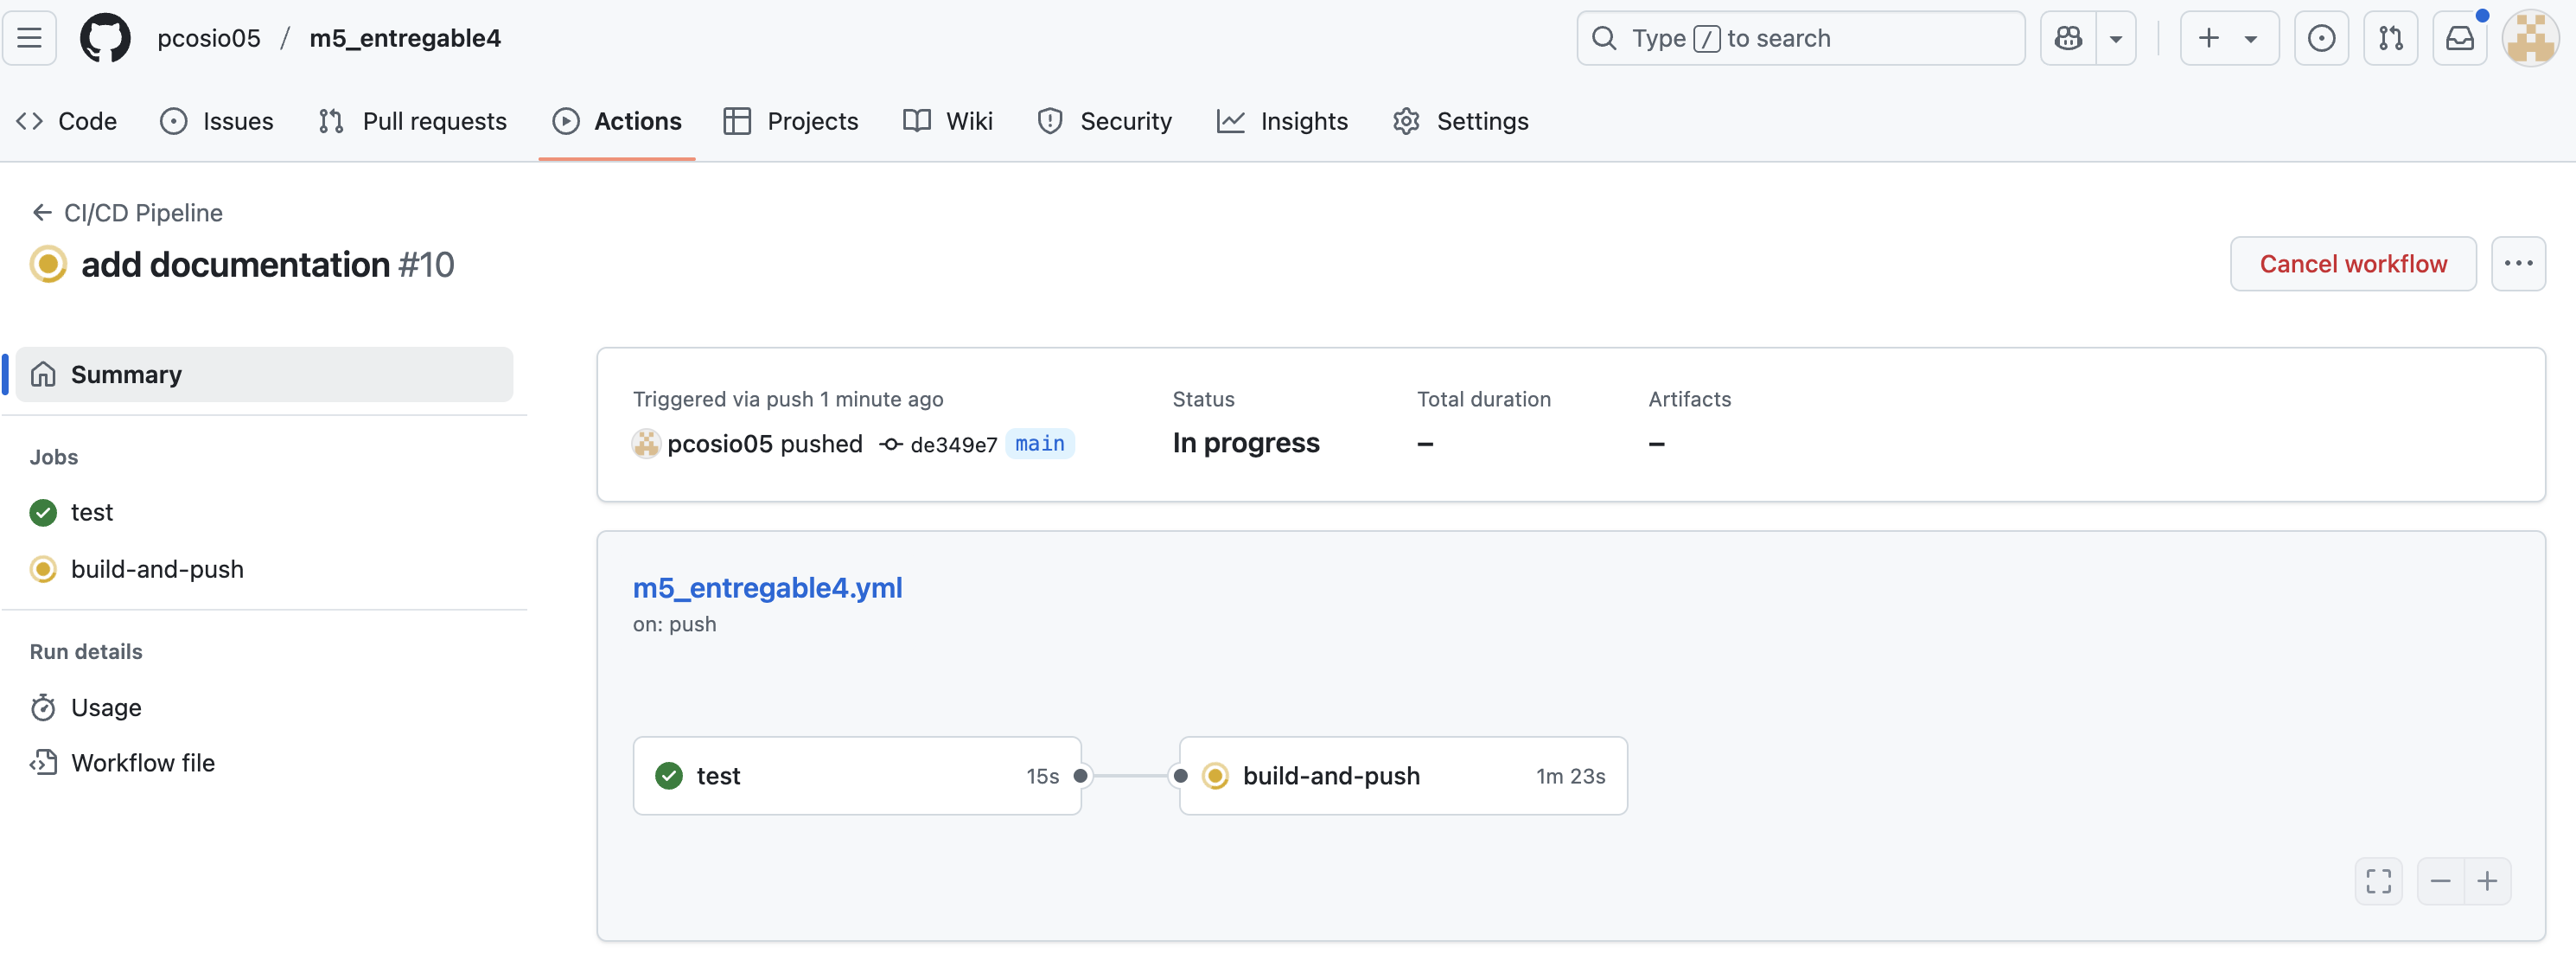 pcosio05 / m5_entregable4
Type / to search
Code Issues Pull requests Actions Projects Wiki Security Insights Settings
CI/CD Pipeline
add documentation #10
Cancel workflow
Summary
Jobs
test
build-and-push
Run details
Usage
Workflow file
Triggered via push 1 minute ago
pcosio05 pushed de349e7 main
Status
In progress
Total duration
–
Artifacts
–
m5_entregable4.yml
on: push
test 15s
build-and-push 1m 23s